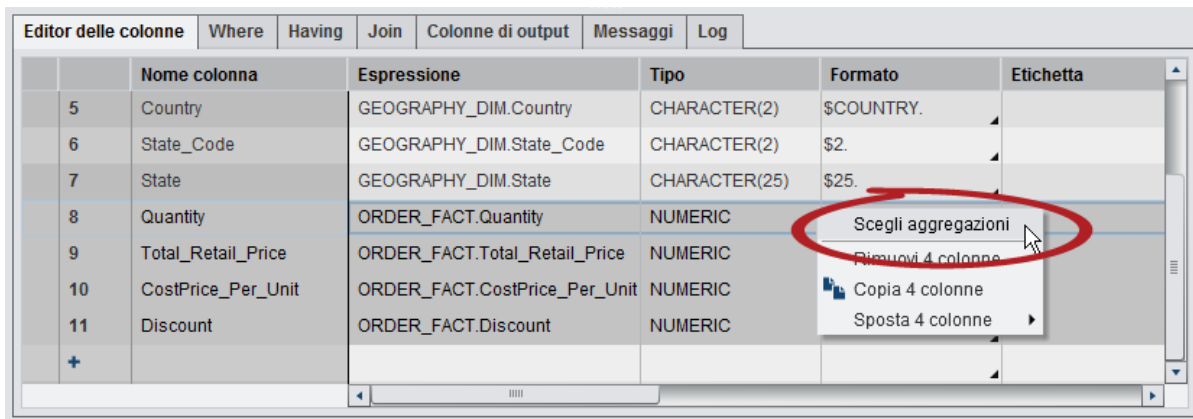 Editor delle colonne Where Having Join Colonne di output Messaggi Log
Nome colonna Espressione Tipo Formato Etichetta
5 Country GEOGRAPHY_DIM.Country CHARACTER(2) $COUNTRY.
6 State_Code GEOGRAPHY_DIM.State_Code CHARACTER(2) $2.
7 State GEOGRAPHY_DIM.State CHARACTER(25) $25.
8 Quantity ORDER_FACT.Quantity NUMERIC
Scegli aggregazioni
9 Total_Retail_Price ORDER_FACT.Total_Retail_Price NUMERIC
Rimuovi 4 colonne
10 CostPrice_Per_Unit ORDER_FACT.CostPrice_Per_Unit NUMERIC
Copia 4 colonne
11 Discount ORDER_FACT.Discount NUMERIC
Sposta 4 colonne
+